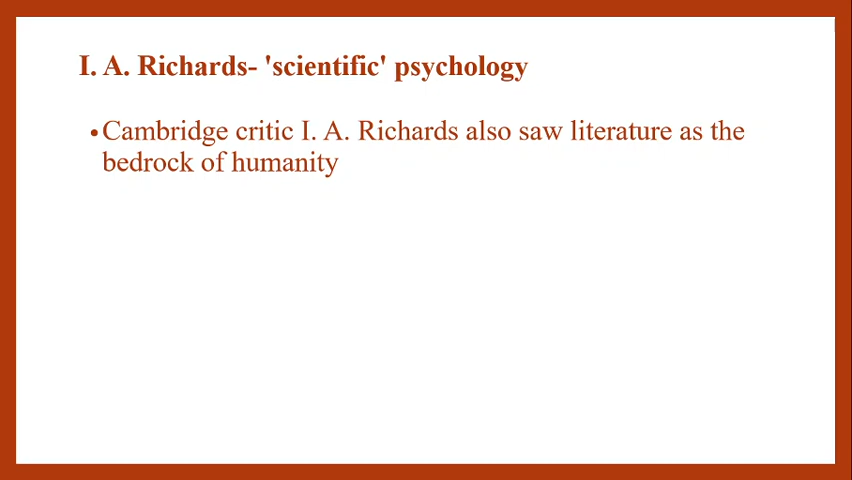 I. A. Richards- 'scientific' psychology
•Cambridge critic I. A. Richards also saw literature as the
bedrock of humanity